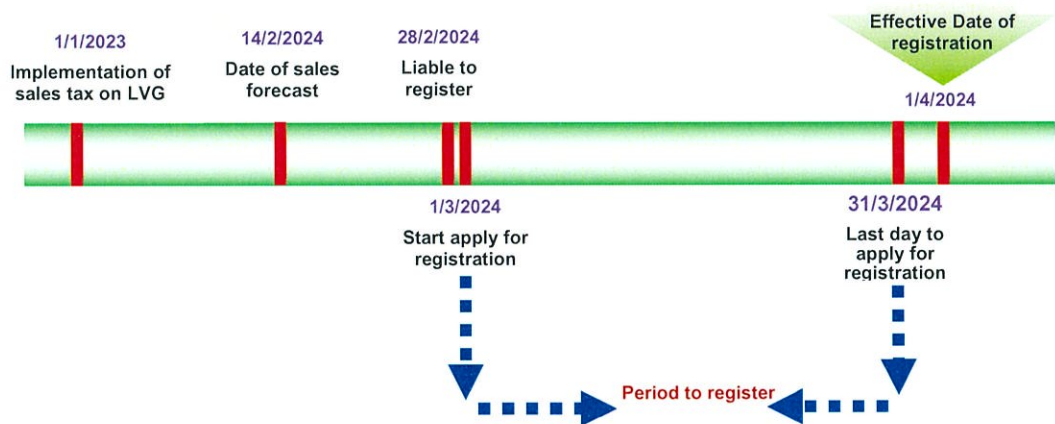 1/1/2023
Implementation of
sales tax on LVG
14/2/2024
Date of sales
forecast
28/2/2024
Liable to
register
Effective Date of
registration
1/4/2024
1/3/2024
Start apply for
registration
31/3/2024
Last day to
apply for
registration
Period to register